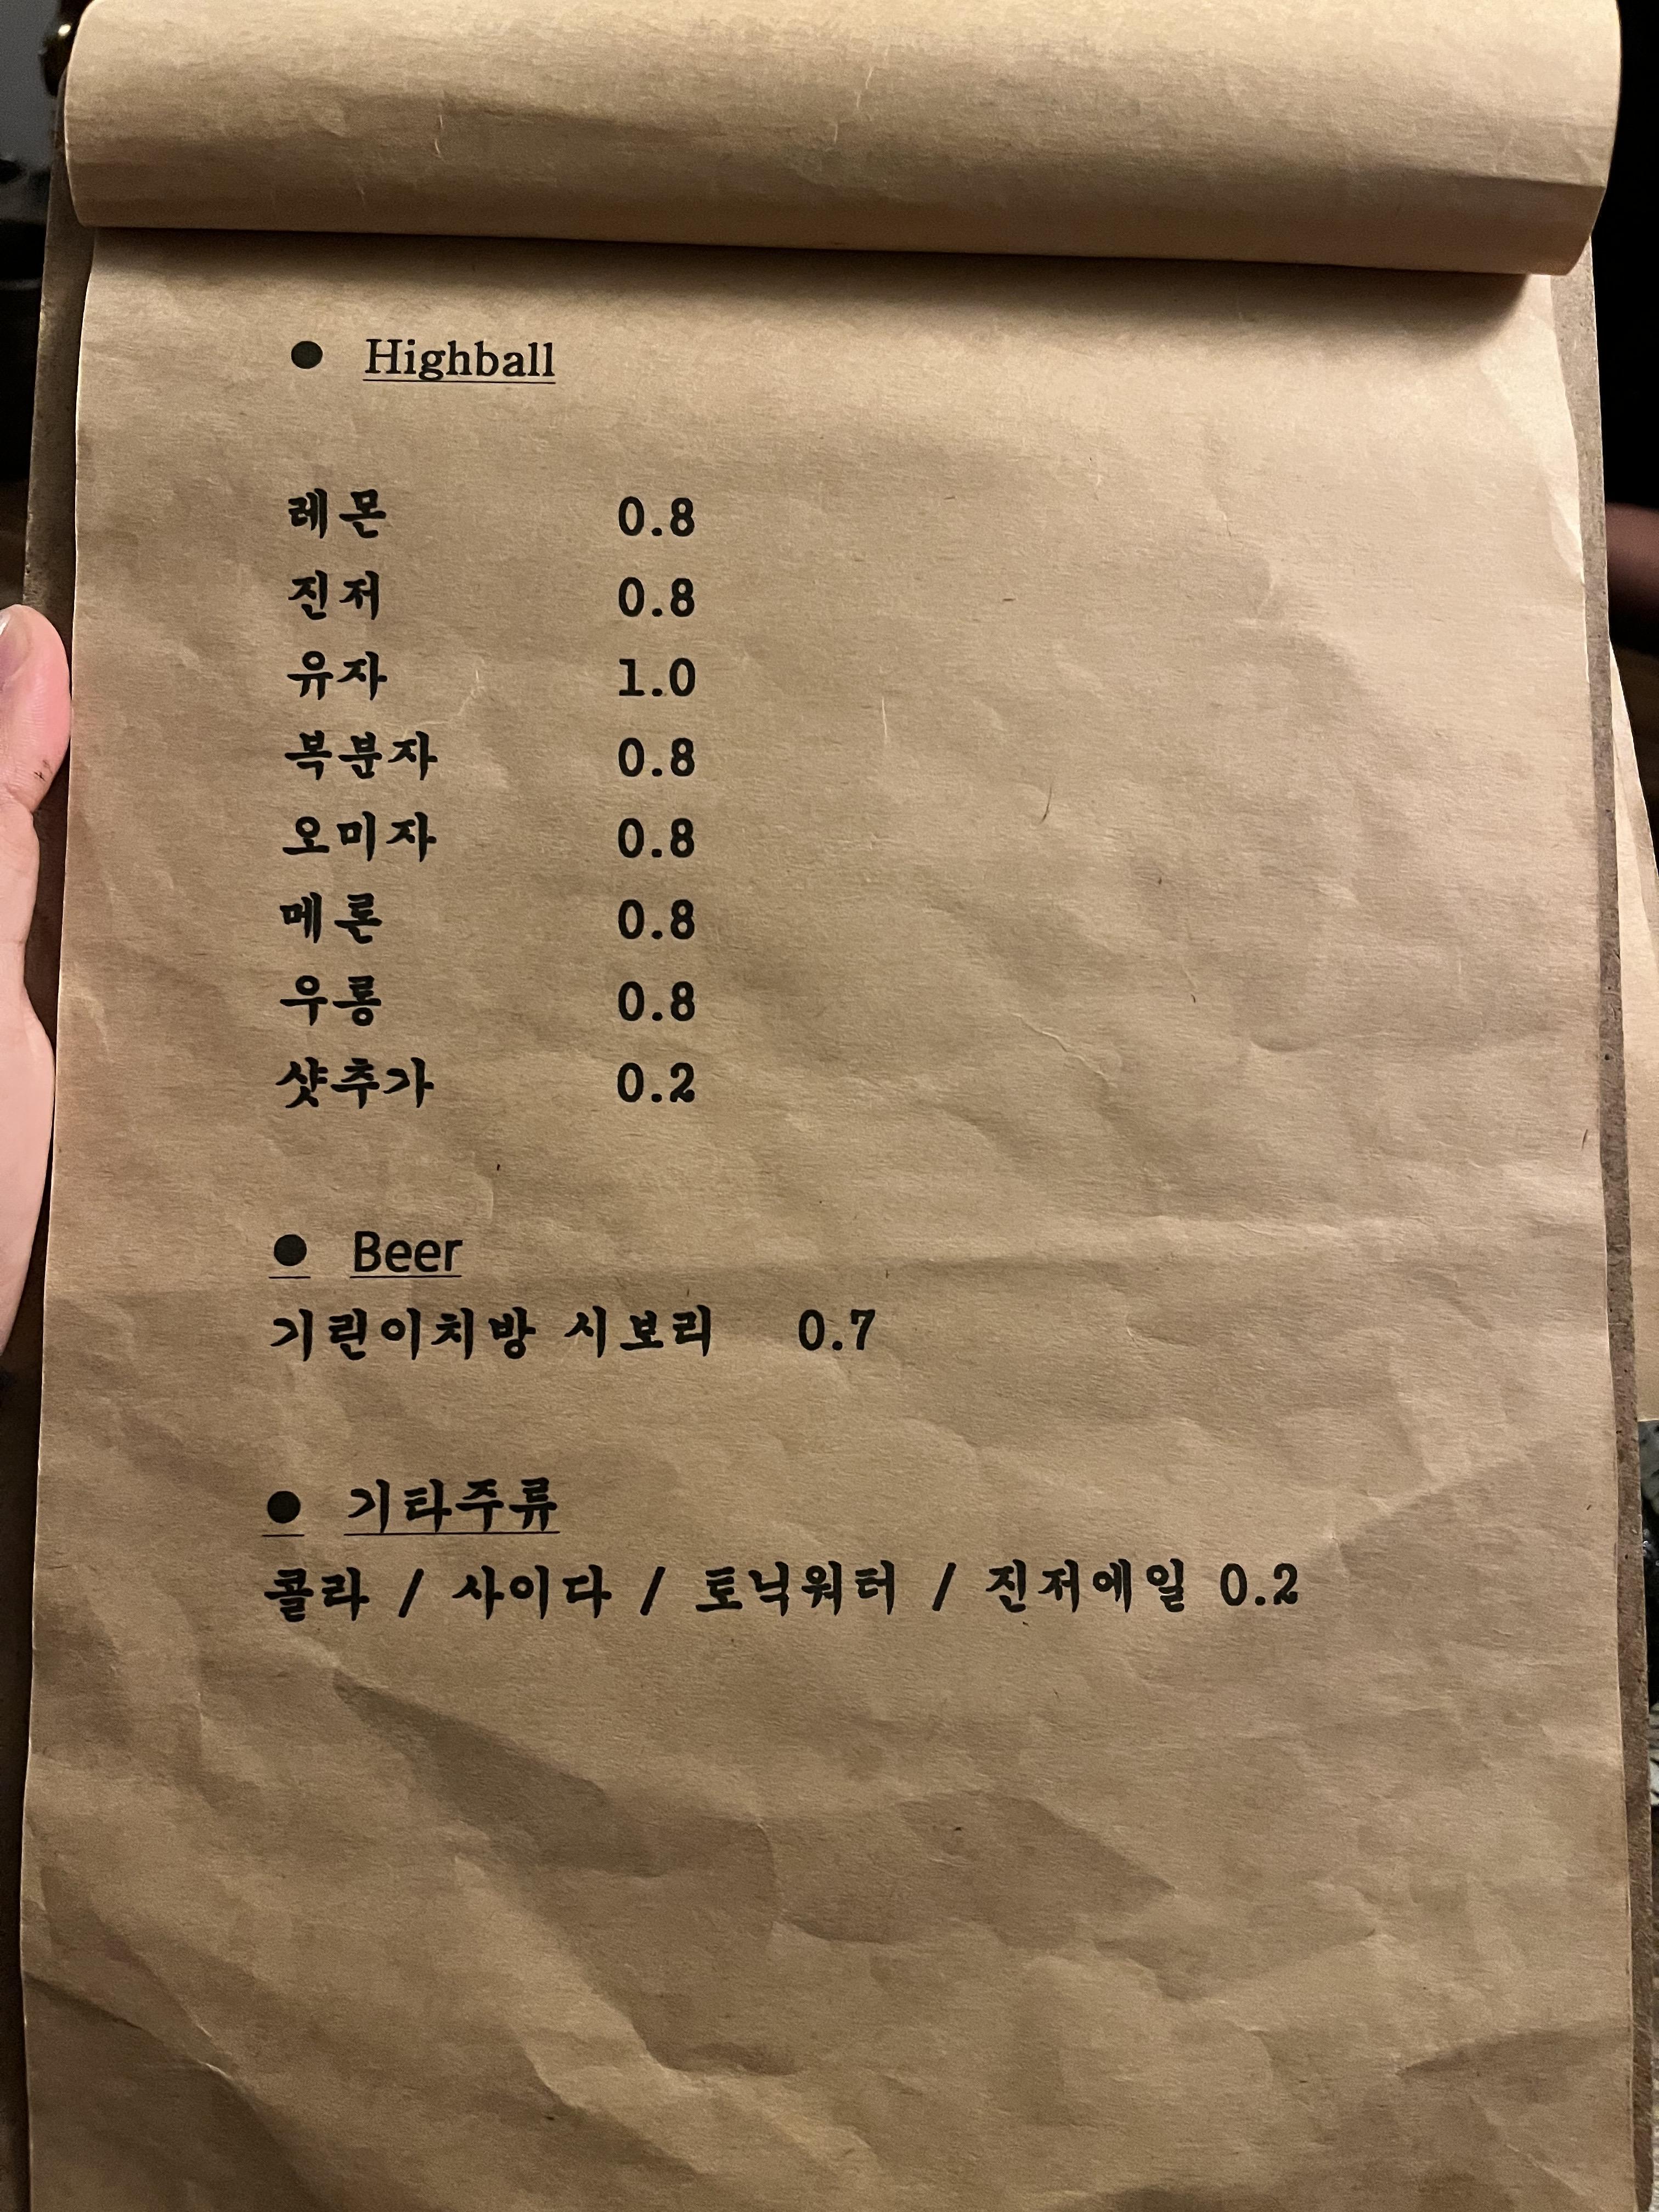 ● Highball
레몬 0.8
진저 0.8
유자 1.0
복분자 0.8
오미자 0.8
메론 0.8
우롱 0.8
샷추가 0.2
● Beer
기린이치방 시보리 0.7
● 기타주류
콜라 / 사이다 / 토닉워터 / 진저에일 0.2